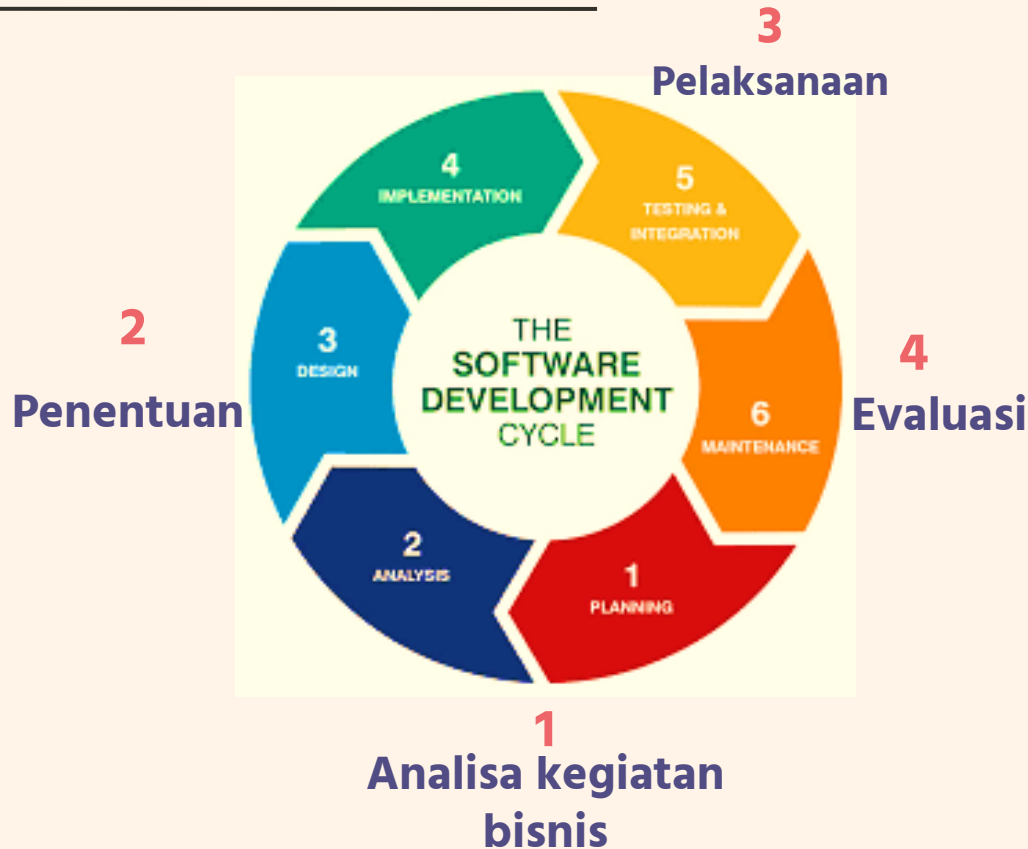 3
Pelaksanaan
4
IMPLEMENTATION
5
TESTING &
INTEGRATION
2
Penentuan
3
DESIGN
THE
SOFTWARE
DEVELOPMENT
CYCLE
6
MAINTENANCE
4
Evaluasi
2
ANALYSIS
1
PLANNING
1
Analisa kegiatan
bisnis